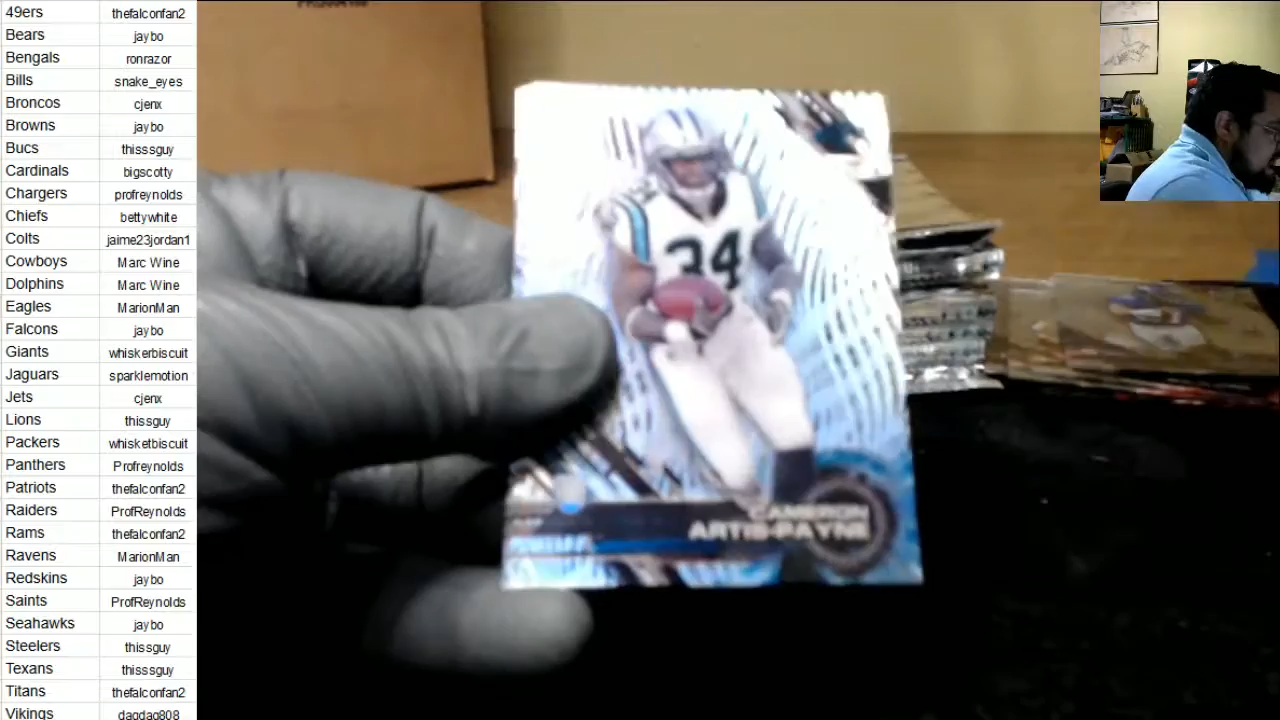 49ers thefalconfan2
Bears jaybo
Bengals ronrazor
Bills snake_eyes
Broncos cjenx
Browns jaybo
Bucs thisssguy
Cardinals bigscotty
Chargers profreynolds
Chiefs bettywhite
Colts jaime23jordan1
Cowboys Marc Wine
Dolphins Marc Wine
Eagles MarionMan
Falcons jaybo
Giants whiskerbiscuit
Jaguars sparklemotion
Jets cjenx
Lions thissguy
Packers whisketbiscuit
Panthers Profreynolds
Patriots thefalconfan2
Raiders ProfReynolds
Rams thefalconfan2
Ravens MarionMan
Redskins jaybo
Saints ProfReynolds
Seahawks jaybo
Steelers thissguy
Texans thisssguy
Titans thefalconfan2
Vikings dagdag808
34
CAMERON
ARTIS-PAYNE